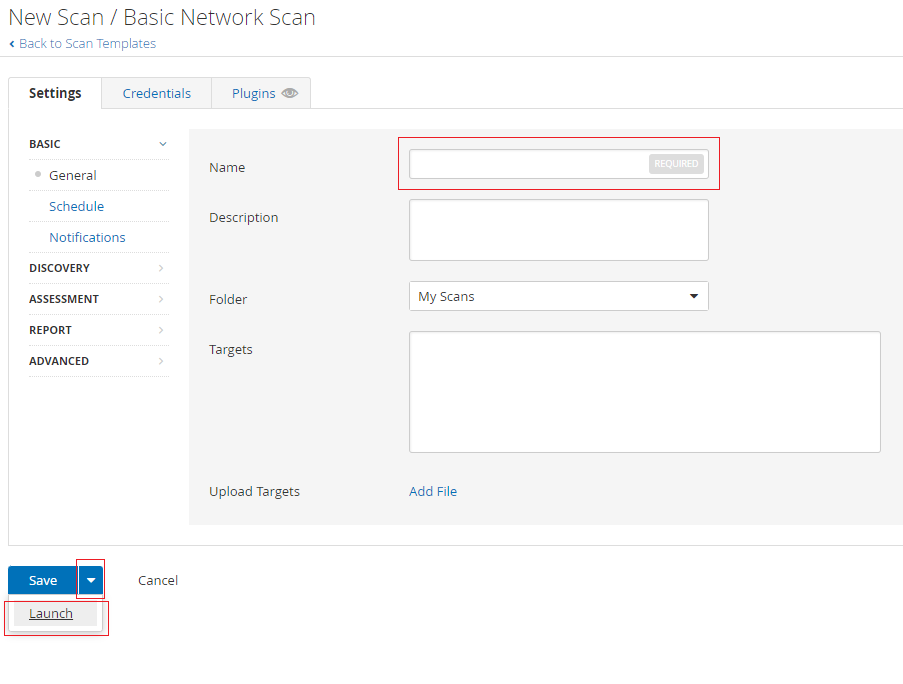 New Scan / Basic Network Scan
Back to Scan Templates
Settings
Credentials
Plugins
BASIC
General
Schedule
Notifications
DISCOVERY
ASSESSMENT
REPORT
ADVANCED
Name
REQUIRED
Description
Folder
My Scans
Targets
Upload Targets
Add File
Save
Cancel
Launch